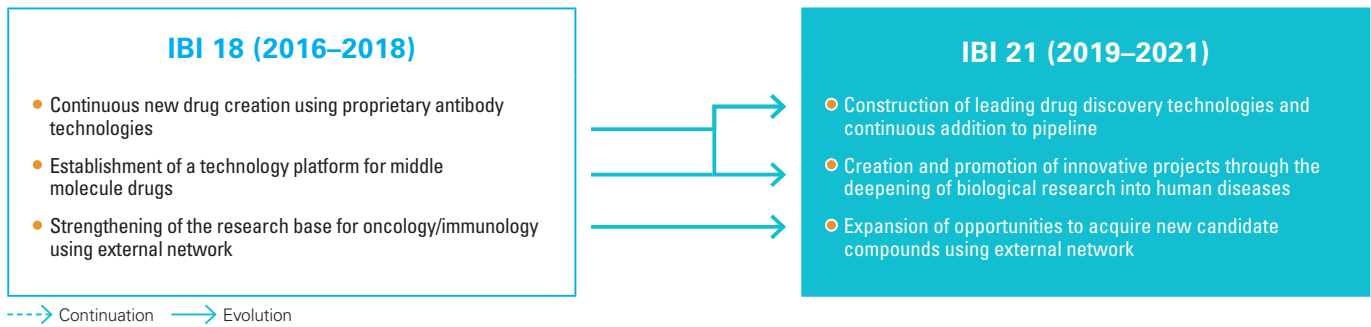 IBI 18 (2016–2018)
• Continuous new drug creation using proprietary antibody
technologies
• Establishment of a technology platform for middle
molecule drugs
• Strengthening of the research base for oncology/immunology
using external network
IBI 21 (2019–2021)
• Construction of leading drug discovery technologies and
continuous addition to pipeline
• Creation and promotion of innovative projects through the
deepening of biological research into human diseases
• Expansion of opportunities to acquire new candidate
compounds using external network
Continuation
Evolution